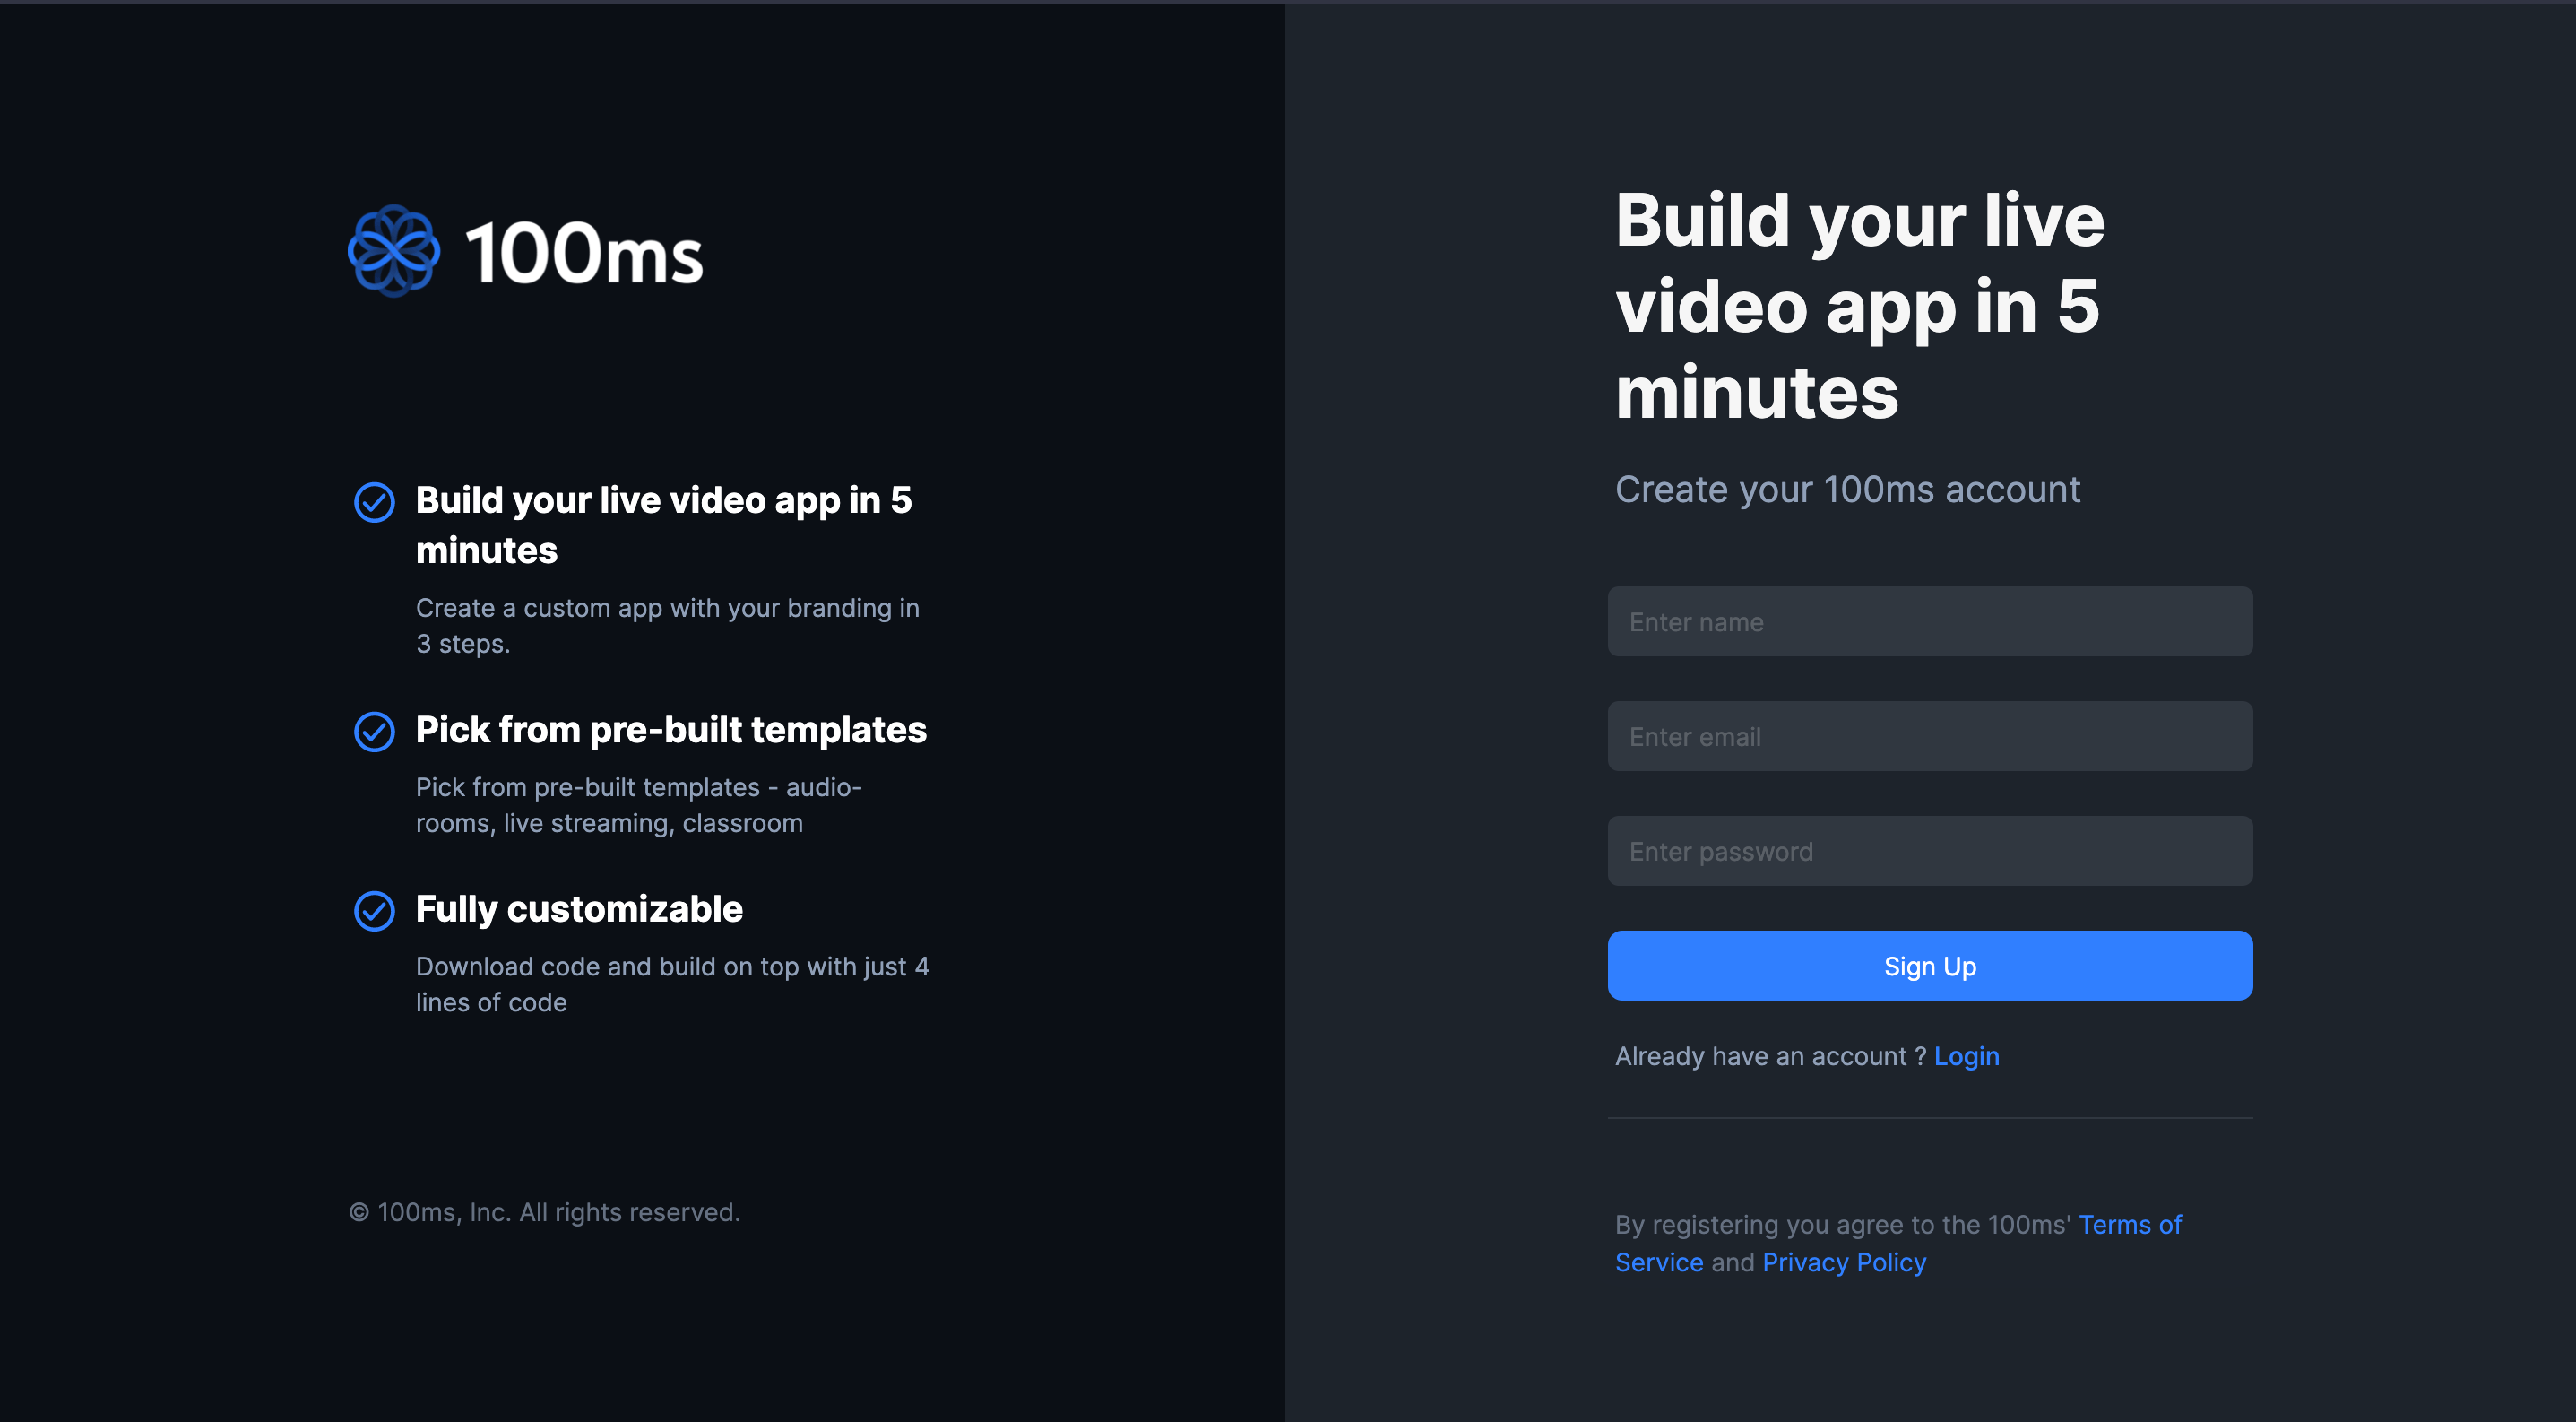 100ms
Build your live video app in 5
minutes
Create a custom app with your branding in
3 steps.
Pick from pre-built templates
Pick from pre-built templates - audio-
rooms, live streaming, classroom
Fully customizable
Download code and build on top with just 4
lines of code
© 100ms, Inc. All rights reserved.
Build your live
video app in 5
minutes
Create your 100ms account
Enter name
Enter email
Enter password
Sign Up
Already have an account ? Login
By registering you agree to the 100ms' Terms of
Service and Privacy Policy